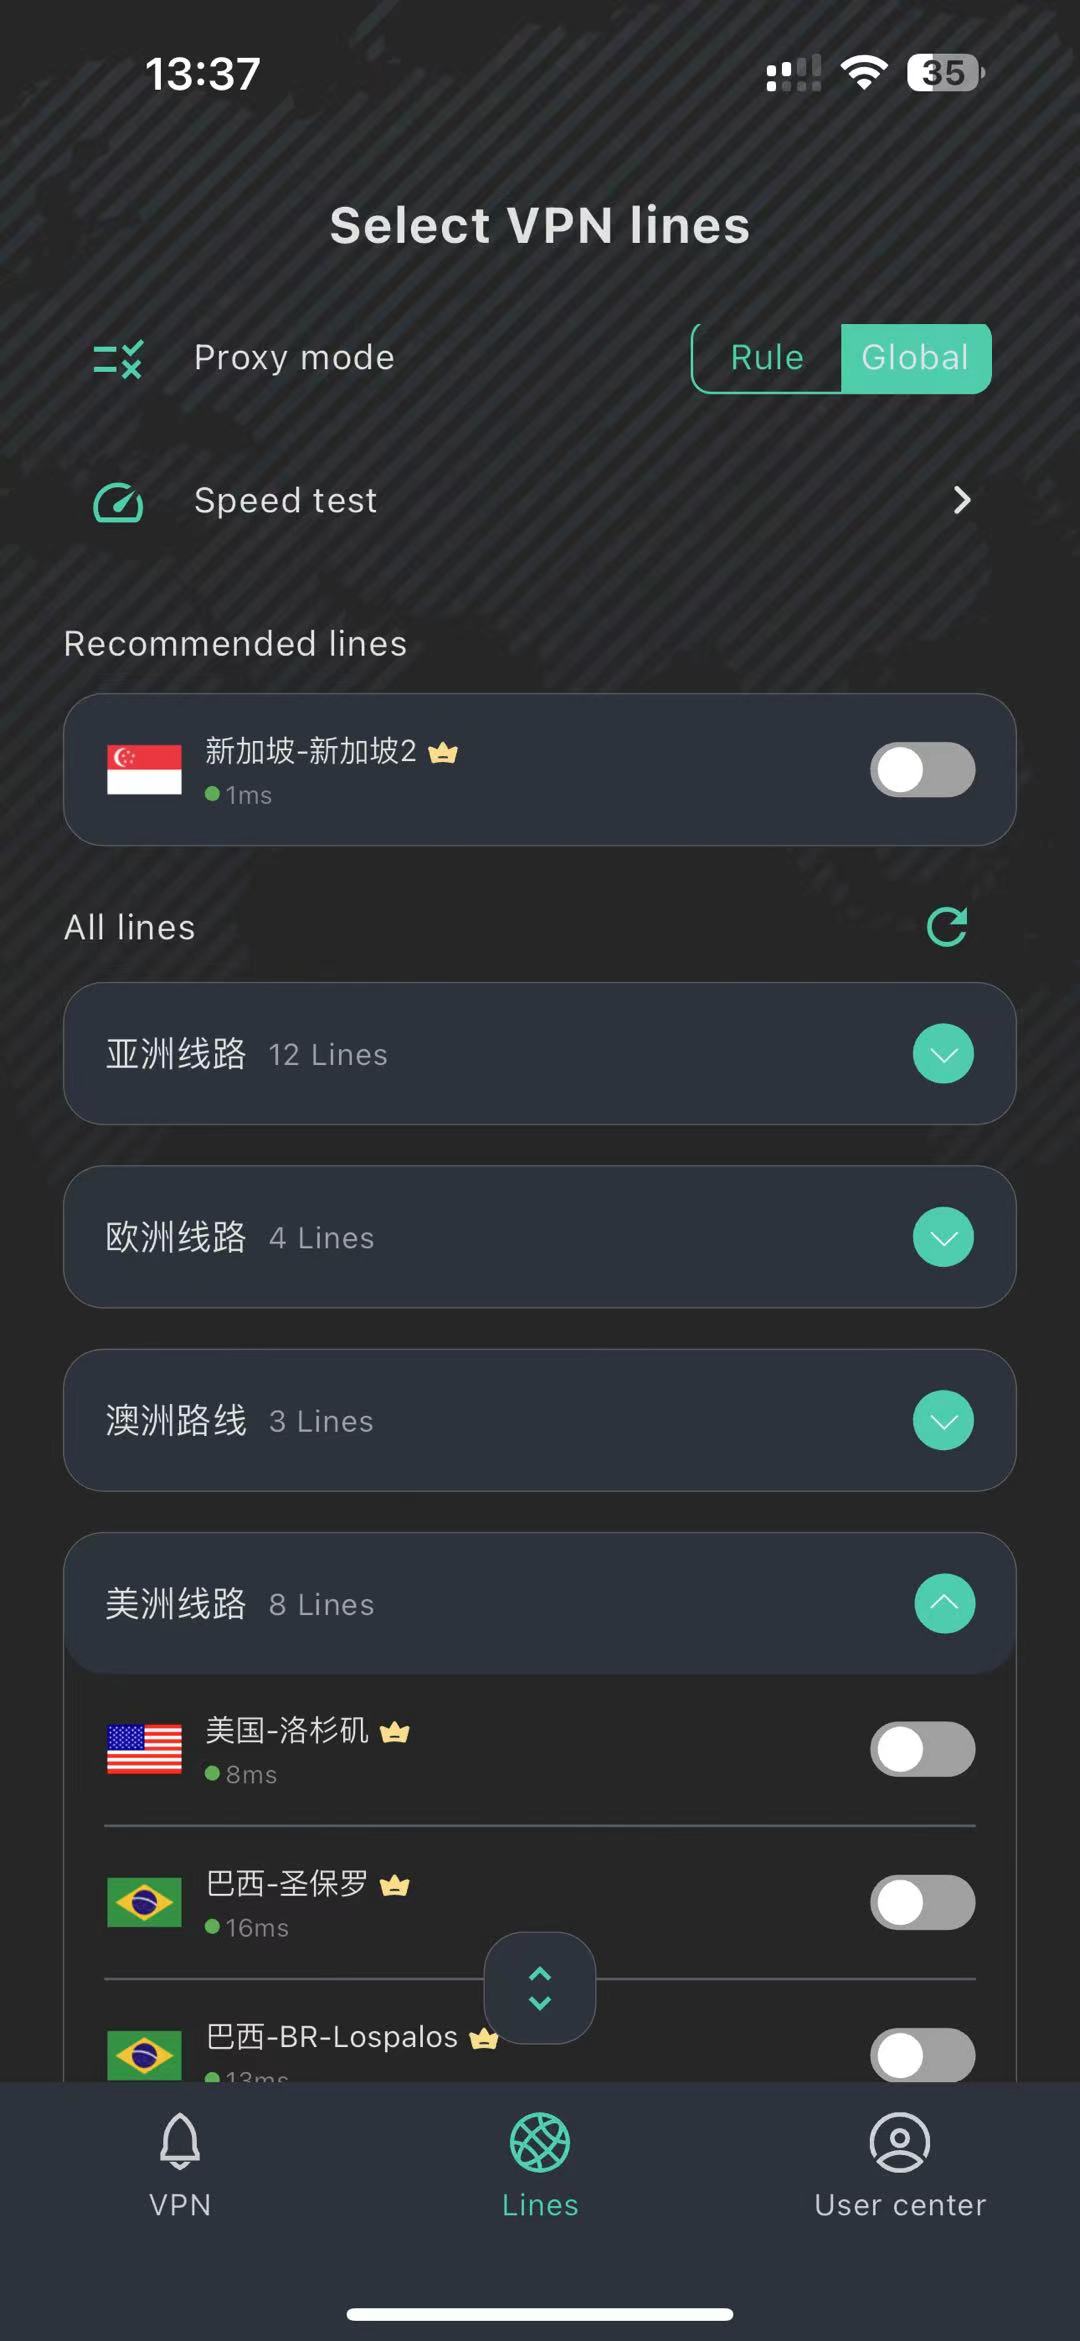 13:37
35
Select VPN lines
Proxy mode
Rule
Global
Speed test
Recommended lines
新加坡-新加坡2
1ms
All lines
亚洲线路 12 Lines
欧洲线路 4 Lines
澳洲路线 3 Lines
美洲线路 8 Lines
美国-洛杉矶
8ms
巴西-圣保罗
16ms
巴西-BR-Lospalos
13ms
VPN
Lines
User center